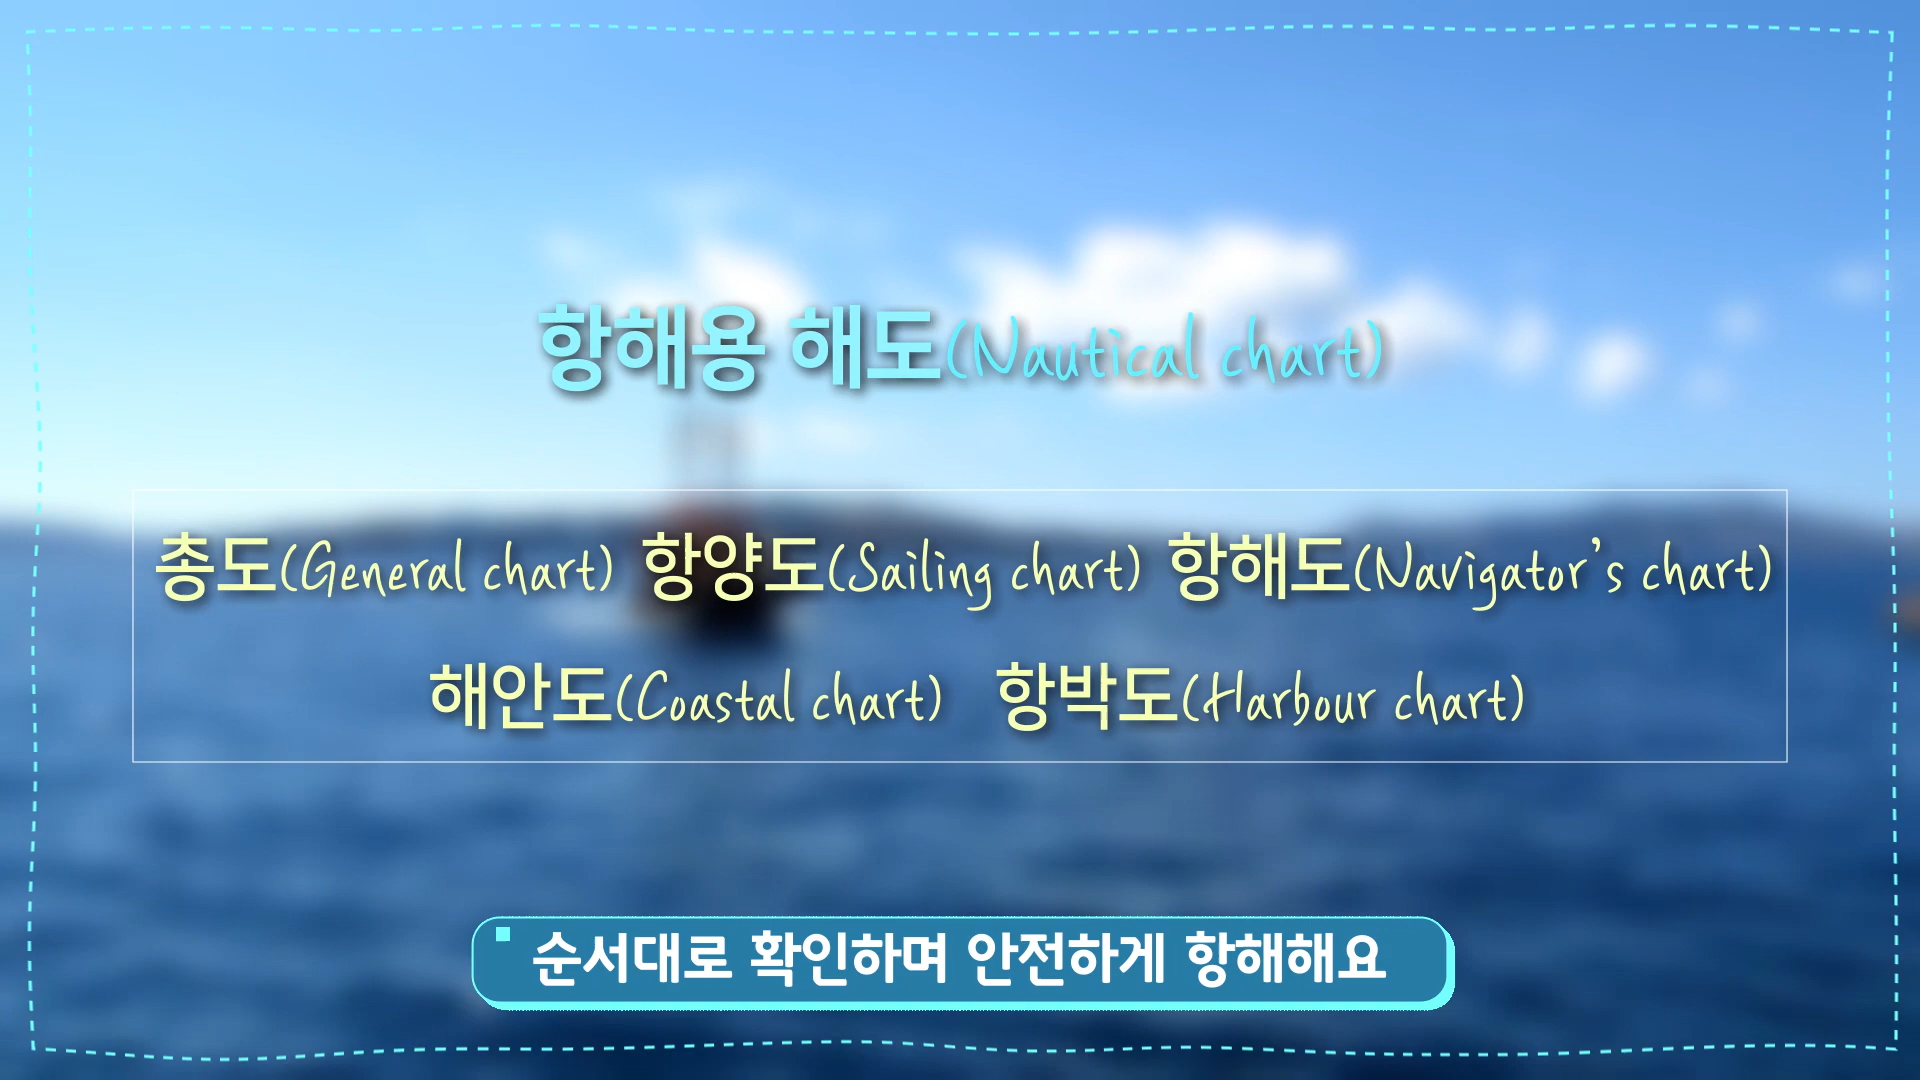 항해용 해도(Nautical chart)
총도(General chart) 항양도(Sailing chart) 항해도(Navigator's chart)
해안도(Coastal chart) 항박도(Harbour chart)
순서대로 확인하며 안전하게 항해해요